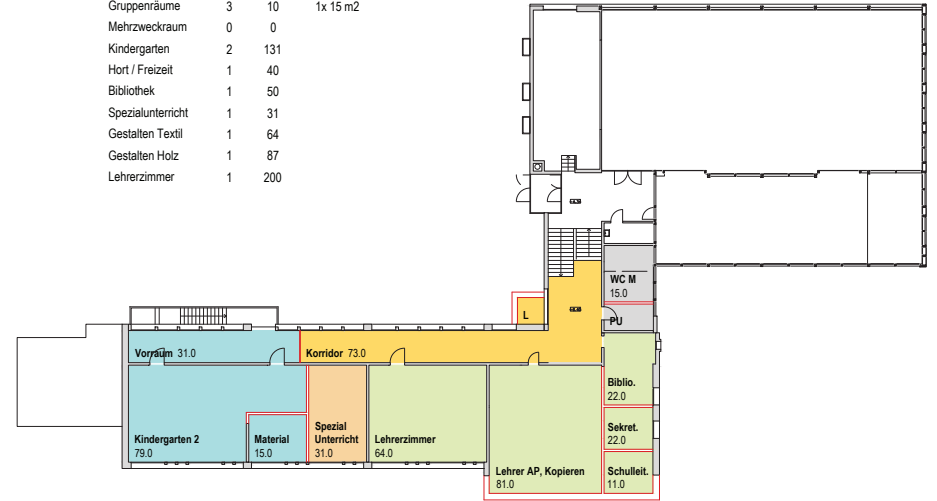 Gruppenräume 3 10 1x 15 m2
Mehrzweckraum 0 0
Kindergarten 2 131
Hort / Freizeit 1 40
Bibliothek 1 50
Spezialunterricht 1 31
Gestalten Textil 1 64
Gestalten Holz 1 87
Lehrerzimmer 1 200
WC M
15.0
L
PU
Vorraum 31.0
Korridor 73.0
Biblio.
22.0
Kindergarten 2
79.0
Material
15.0
Spezial
Unterricht
31.0
Lehrerzimmer
64.0
Lehrer AP, Kopieren
81.0
Sekret.
22.0
Schulleit.
11.0